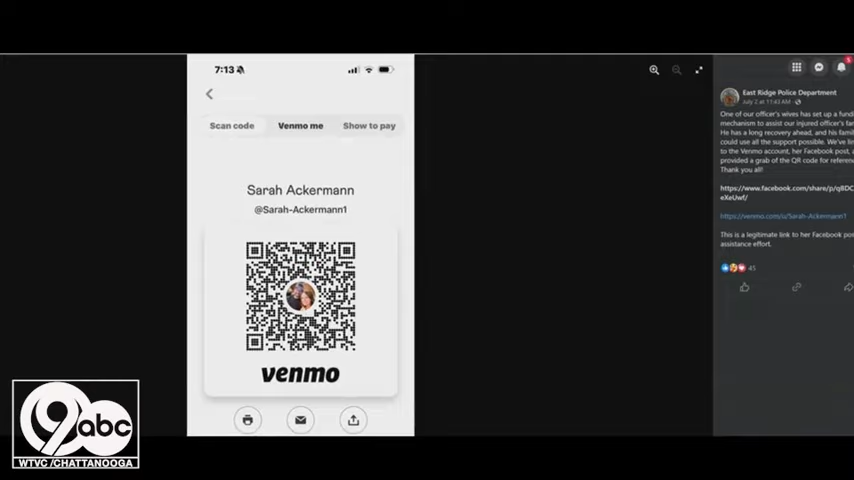 7:13
Scan code Venmo me Show to pay
Sarah Ackermann
@Sarah-Ackermann1
venmo
East Ridge Police Department
July 2 at 11:43 AM
One of our officer's wives has set up a fundi
mechanism to assist our injured officer's fam
He has a long recovery ahead, and his famil
could use all the support possible. We've lin
to the Venmo account, her Facebook post, a
provided a grab of the QR code for referenc
Thank you all!
https://www.facebook.com/share/p/q8DC
eXeUwf/
https://venmo.com/u/Sarah-Ackermann1
This is a legitimate link to her Facebook pos
assistance effort.
45
9 abc
WTVC/CHATTANOOGA